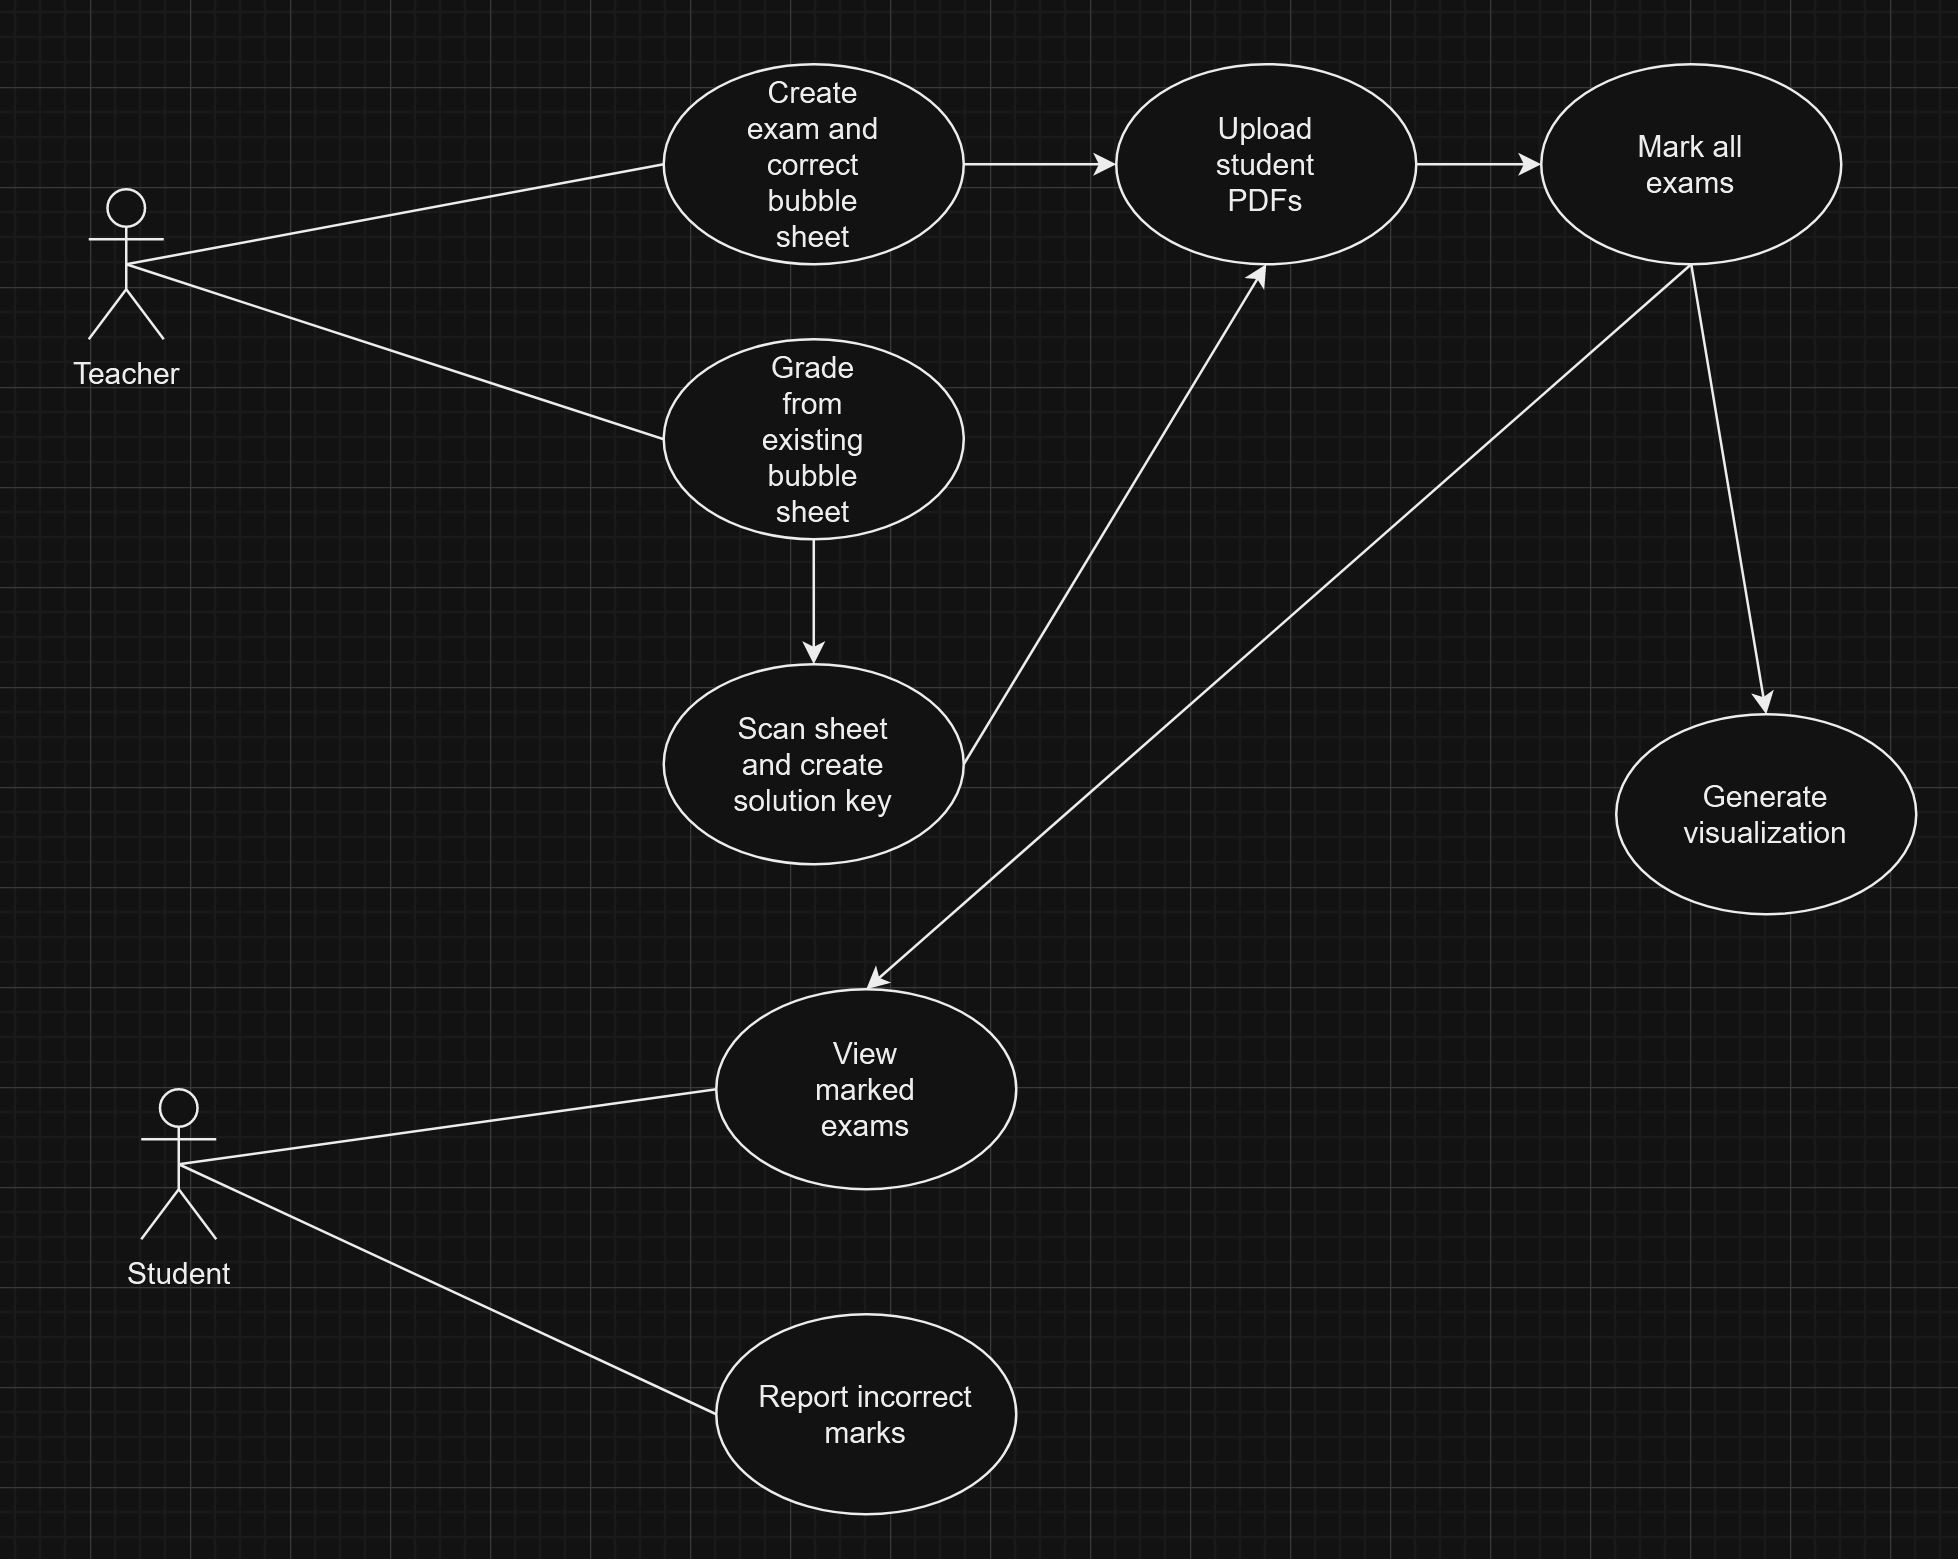 Create
exam and
correct
bubble
sheet
Upload
student
PDFs
Mark all
exams
Teacher
Grade
from
existing
bubble
sheet
Scan sheet
and create
solution key
Generate
visualization
View
marked
exams
Student
Report incorrect
marks